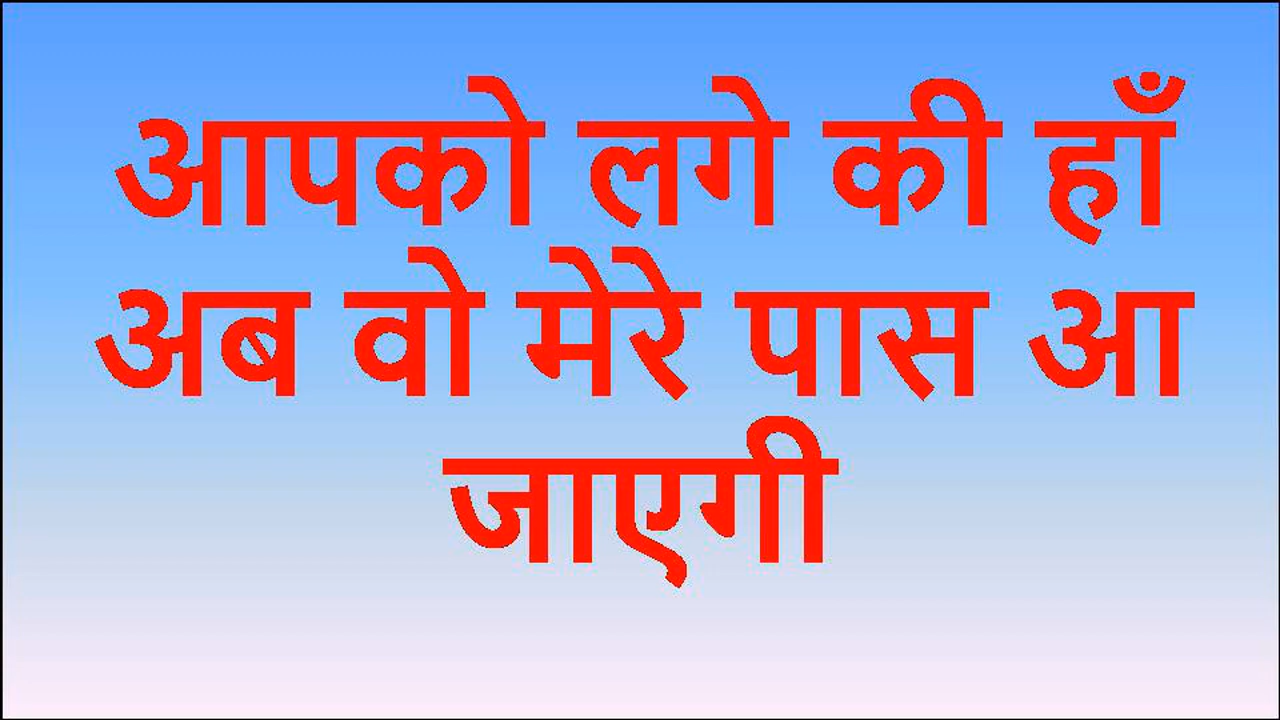 आपको लगे की हाँ
अब वो मेरे पास आ
जाएगी